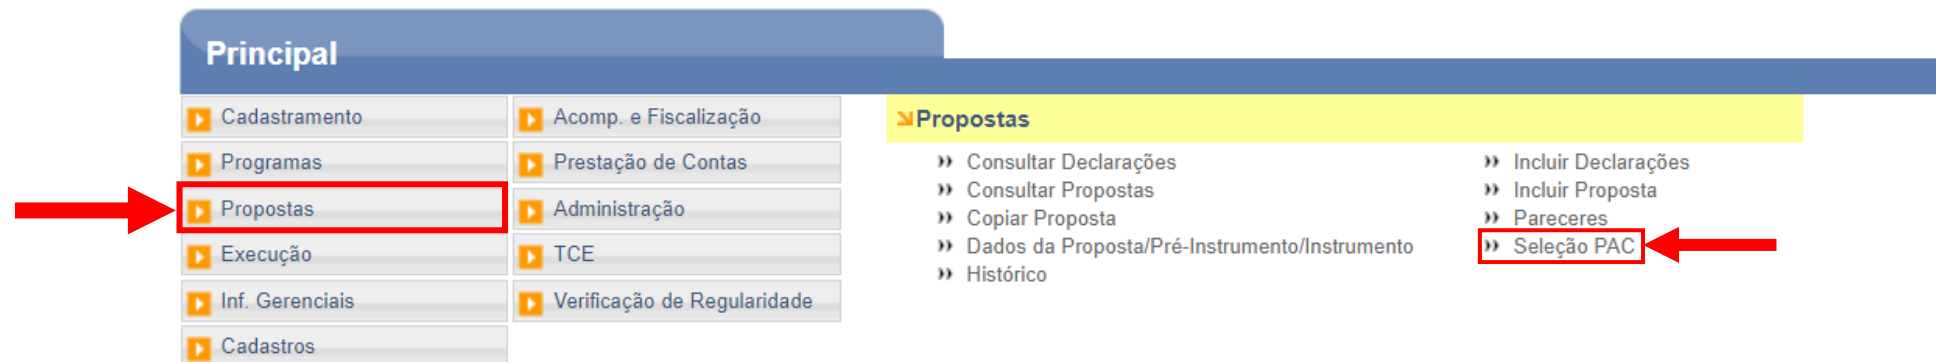 Principal
Cadastramento
Acomp. e Fiscalização
Programas
Prestação de Contas
Propostas
Administração
Execução
TCE
Inf. Gerenciais
Verificação de Regularidade
Cadastros
Propostas
Consultar Declarações
Consultar Propostas
Copiar Proposta
Dados da Proposta/Pré-Instrumento/Instrumento
Histórico
Incluir Declarações
Incluir Proposta
Pareceres
Seleção PAC